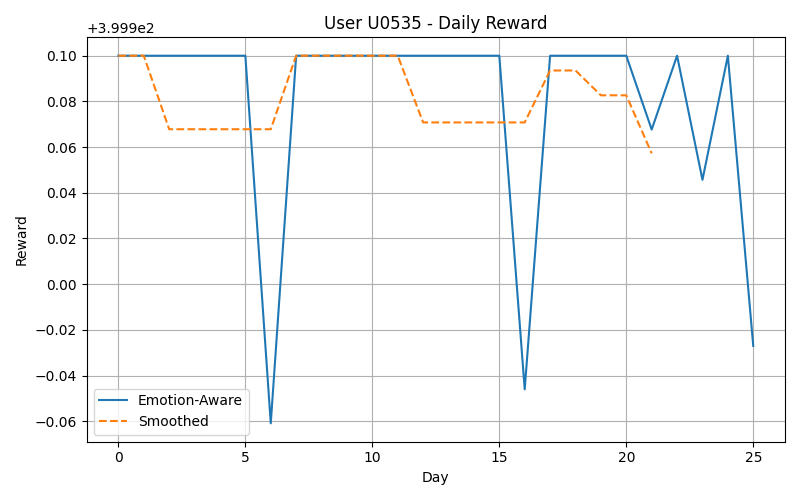 User U0535 - Daily Reward
+3.999e2
0.10
0.08
0.06
0.04
0.02
0.00
−0.02
−0.04
−0.06
Reward
Emotion-Aware
Smoothed
0 5 10 15 20 25
Day